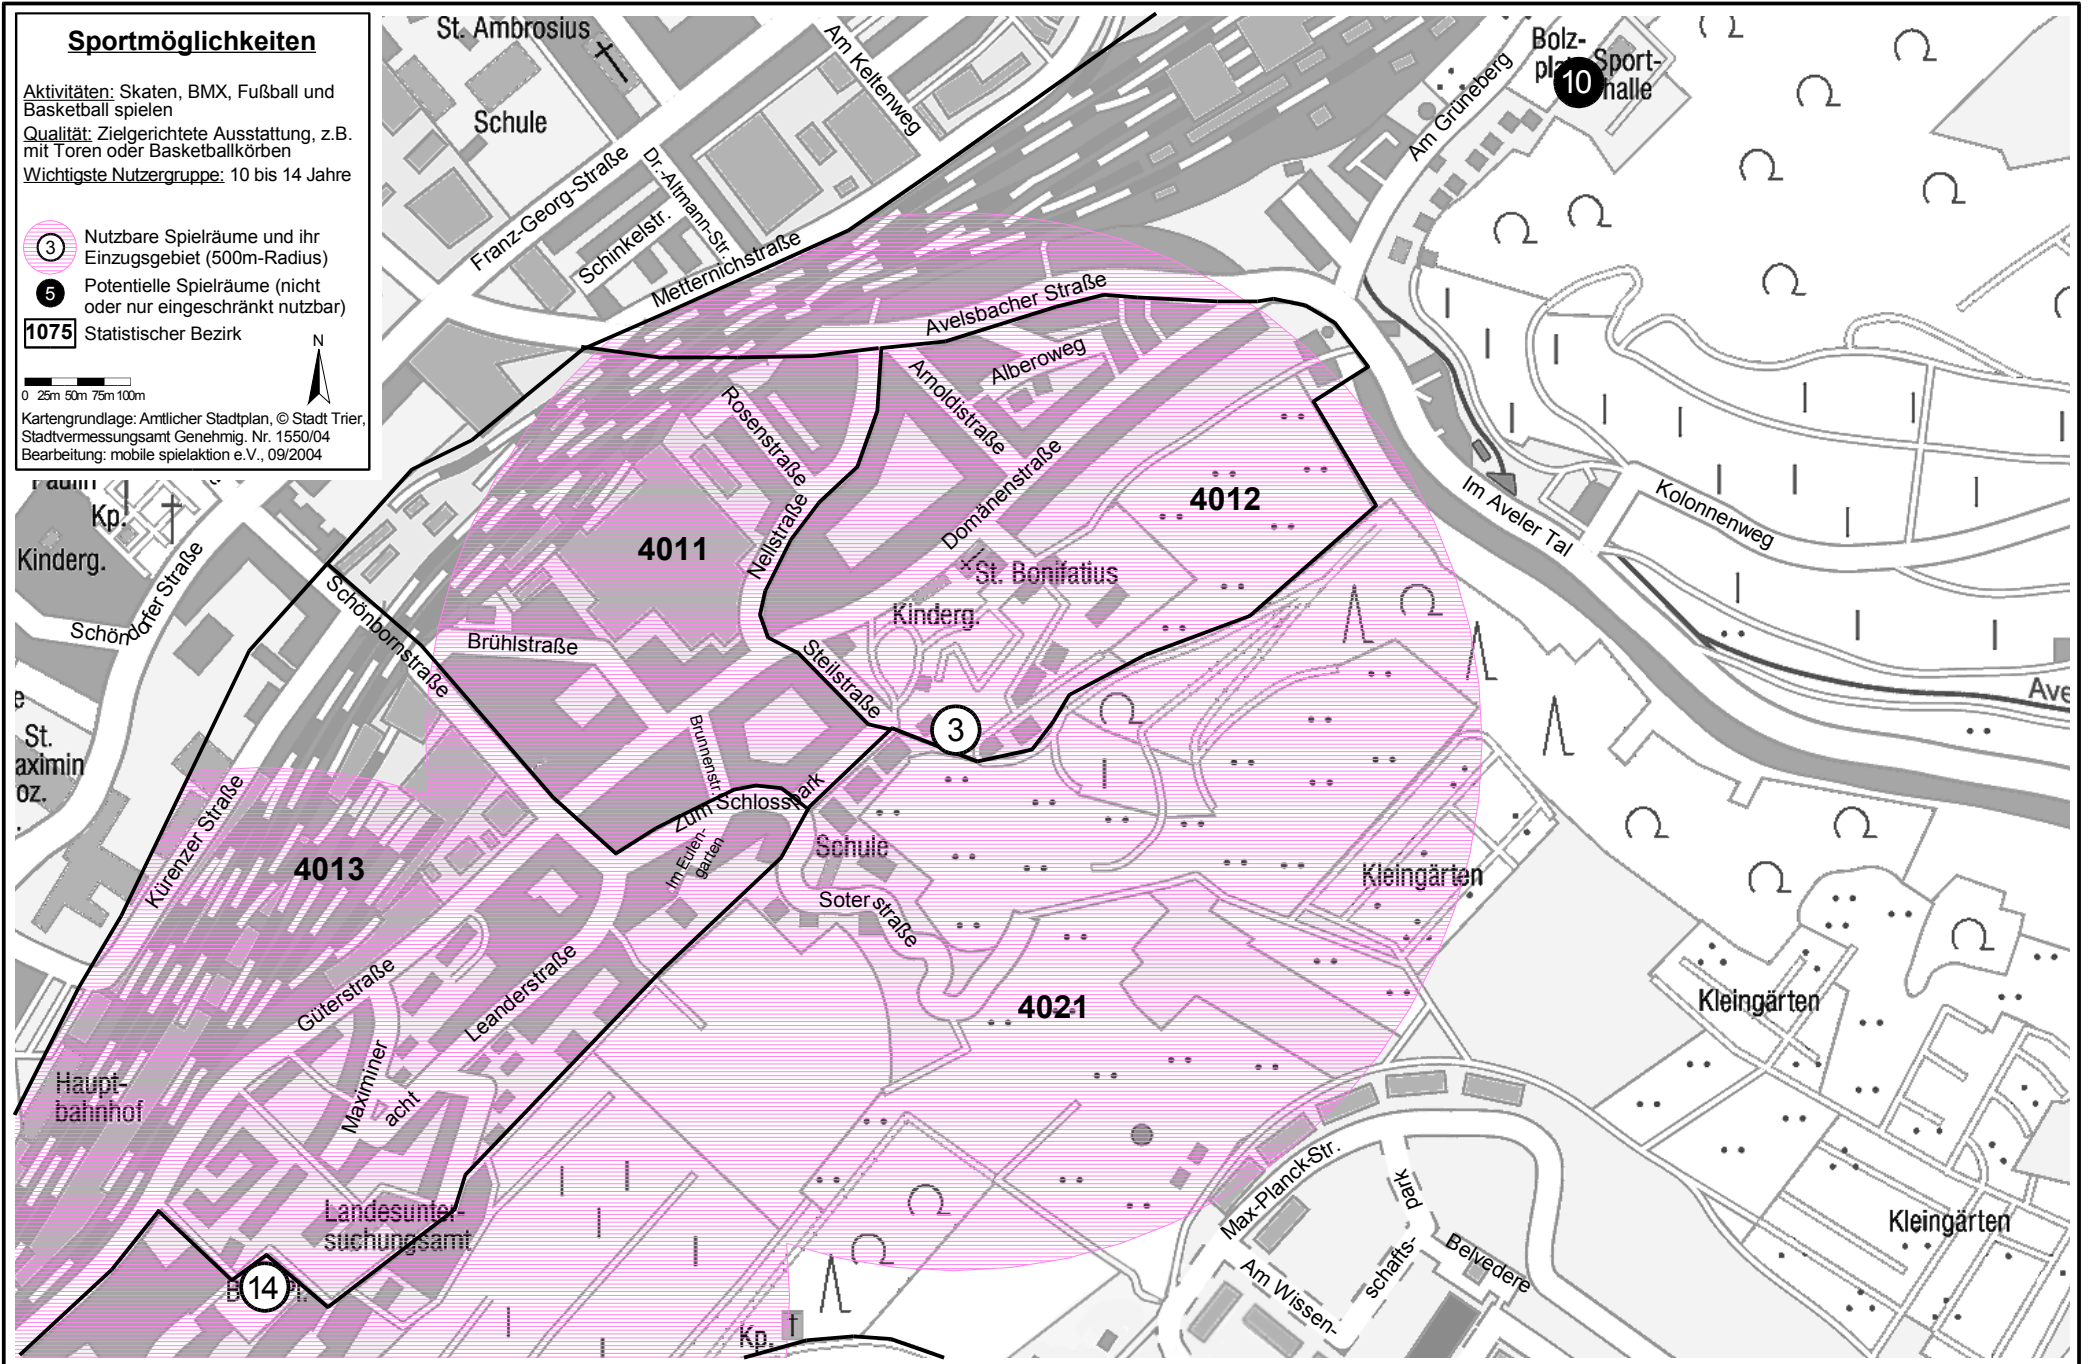 Sportmöglichkeiten
Aktivitäten: Skaten, BMX, Fußball und
Basketball spielen
Qualität: Zielgerichtete Ausstattung, z.B.
mit Toren oder Basketballkörben
Wichtigste Nutzergruppe: 10 bis 14 Jahre
3
Nutzbare Spielräume und ihr
Einzugsgebiet (500m-Radius)
5
Potentielle Spielräume (nicht
oder nur eingeschränkt nutzbar)
1075 Statistischer Bezirk
N
0 25m 50m 75m 100m
Kartengrundlage: Amtlicher Stadtplan, © Stadt Trier,
Stadtvermessungsamt Genehmig. Nr. 1550/04
Bearbeitung: mobile spielaktion e.V., 09/2004
St. Ambrosius
Schule
Am Keltenweg
Franz-Georg-Straße
Dr.-Altmann-Str.
Schinkelstr.
Metternichstraße
Bolz-
Sport-
halle
10
Am Grüneberg
Avelsbacher Straße
Alberoweg
Arnoldistraße
Rosenstraße
Domänenstraße
Nellstraße
4011
4012
Im Aveler Tal
Kolonnenweg
Ave
Kp.
Kinderg.
Schöndorfer Straße
Schönbornstraße
Brühlstraße
St. Bonifatius
Kinderg.
Steilstraße
3
Brunnenstr.
Zum Schlosspark
Im Eulen-
garten
Schule
Soterstraße
St.
aximin
oz.
Kürenzer Straße
4013
Güterstraße
Leanderstraße
Maximiner
acht
Haupt-
bahnhof
Landesunter-
suchungsamt
14
4021
Kleingärten
Kleingärten
Kleingärten
Max-Planck-Str.
Am Wissen-
schafts-
park
Belvedere
Kp.